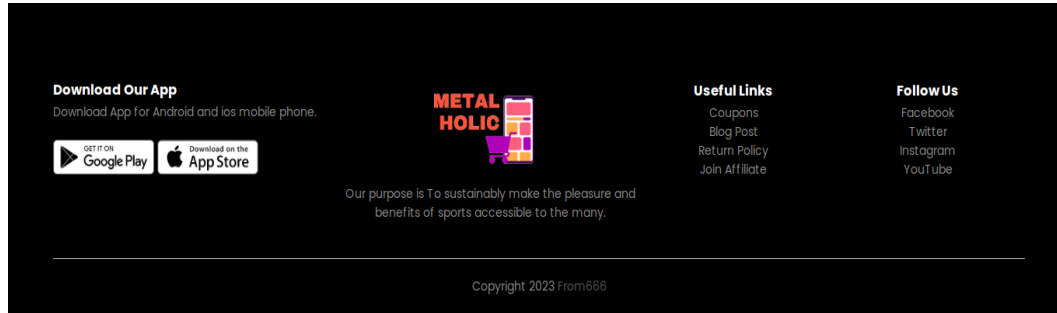 Download Our App
Download App for Android and ios mobile phone.
GET IT ON
Google Play
Download on the
App Store
METAL
HOLIC
Our purpose is To sustainably make the pleasure and
benefits of sports accessible to the many.
Useful Links
Coupons
Blog Post
Return Policy
Join Affiliate
Follow Us
Facebook
Twitter
Instagram
YouTube
Copyright 2023 From666